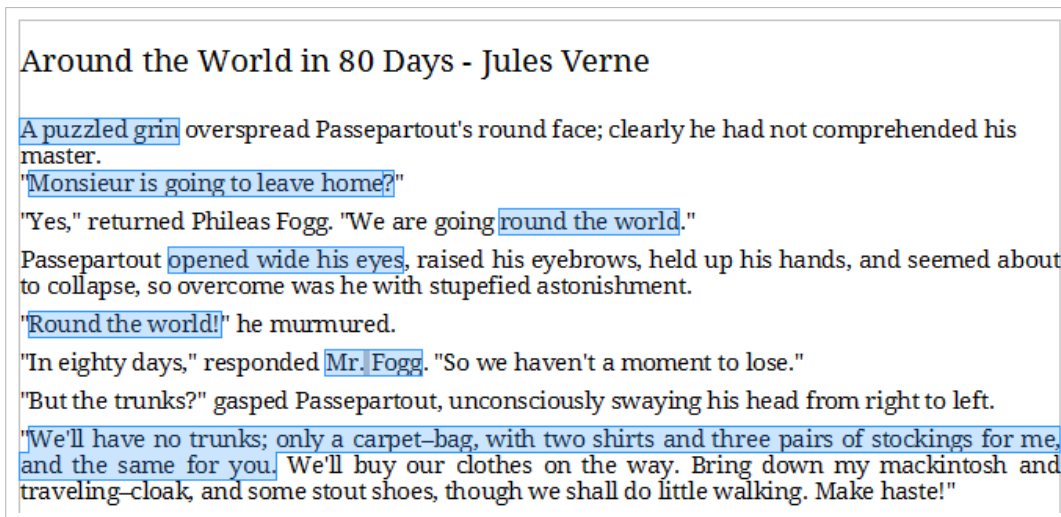 Around the World in 80 Days - Jules Verne
A puzzled grin overspread Passepartout's round face; clearly he had not comprehended his
master.
"Monsieur is going to leave home?"
"Yes," returned Phileas Fogg. "We are going round the world."
Passepartout opened wide his eyes, raised his eyebrows, held up his hands, and seemed about
to collapse, so overcome was he with stupefied astonishment.
"Round the world!" he murmured.
"In eighty days," responded Mr. Fogg. "So we haven't a moment to lose."
"But the trunks?" gasped Passepartout, unconsciously swaying his head from right to left.
"We'll have no trunks; only a carpet–bag, with two shirts and three pairs of stockings for me,
and the same for you. We'll buy our clothes on the way. Bring down my mackintosh and
traveling–cloak, and some stout shoes, though we shall do little walking. Make haste!"